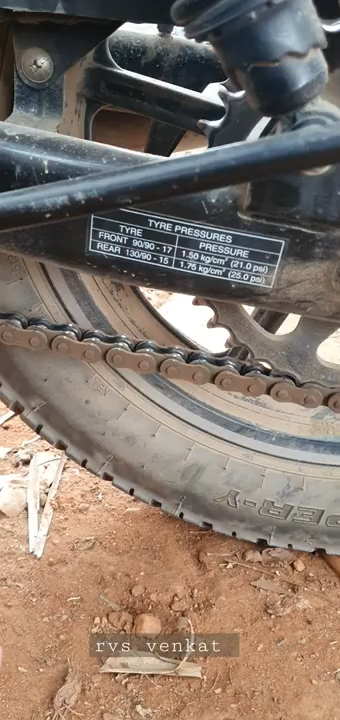 TYRE PRESSURES
TYRE PRESSURE
FRONT 90/90 - 17 1.50 kg/cm² (21.0 psi)
REAR 130/90 - 15 1.75 kg/cm² (25.0 psi)
PER-Y
rvs venkat